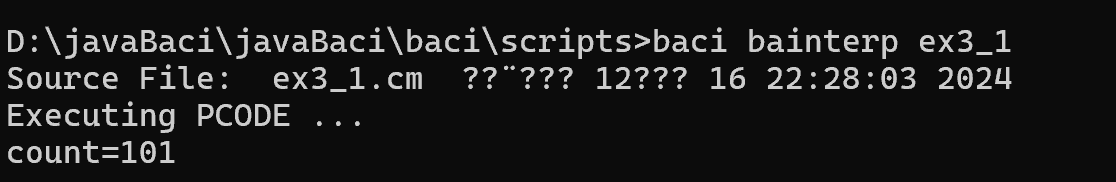 D:\javaBaci\javaBaci\baci\scripts>baci bainterp ex3_1
Source File:  ex3_1.cm  ??¨??? 12??? 16 22:28:03 2024
Executing PCODE ...
count=101